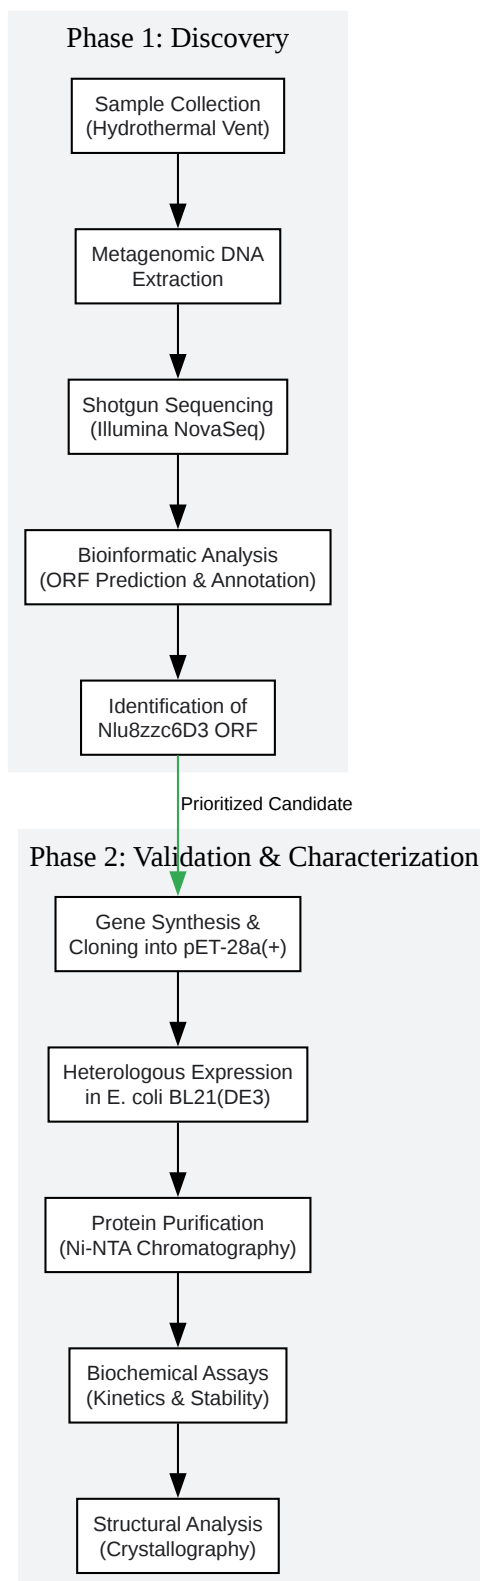 Phase 1: Discovery
Sample Collection
(Hydrothermal Vent)
Metagenomic DNA
Extraction
Shotgun Sequencing
(Illumina NovaSeq)
Bioinformatic Analysis
(ORF Prediction & Annotation)
Identification of
Nlu8zzc6D3 ORF
Prioritized Candidate
Phase 2: Validation & Characterization
Gene Synthesis &
Cloning into pET-28a(+)
Heterologous Expression
in E. coli BL21(DE3)
Protein Purification
(Ni-NTA Chromatography)
Biochemical Assays
(Kinetics & Stability)
Structural Analysis
(Crystallography)